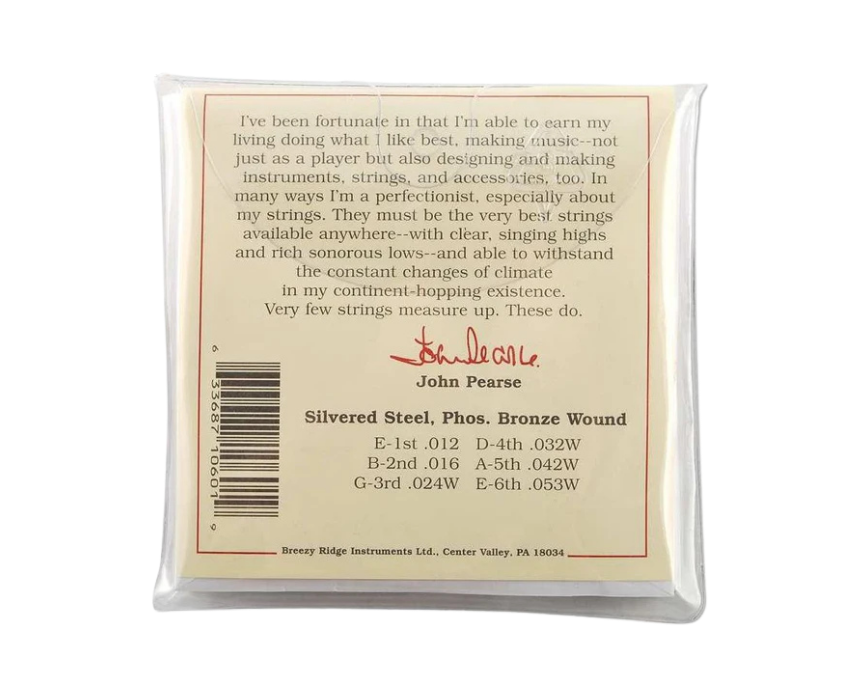 I've been fortunate in that I'm able to earn my
living doing what I like best, making music--not
just as a player but also designing and making
instruments, strings, and accessories, too. In
many ways I'm a perfectionist, especially about
my strings. They must be the very best strings
available anywhere--with clear, singing highs
and rich sonorous lows--and able to withstand
the constant changes of climate
in my continent-hopping existence.
Very few strings measure up. These do.
John Pearse.
John Pearse
Silvered Steel, Phos. Bronze Wound
E-1st .012 D-4th .032W
B-2nd .016 A-5th .042W
G-3rd .024W E-6th .053W
6 33687 10601 9
Breezy Ridge Instruments Ltd., Center Valley, PA 18034